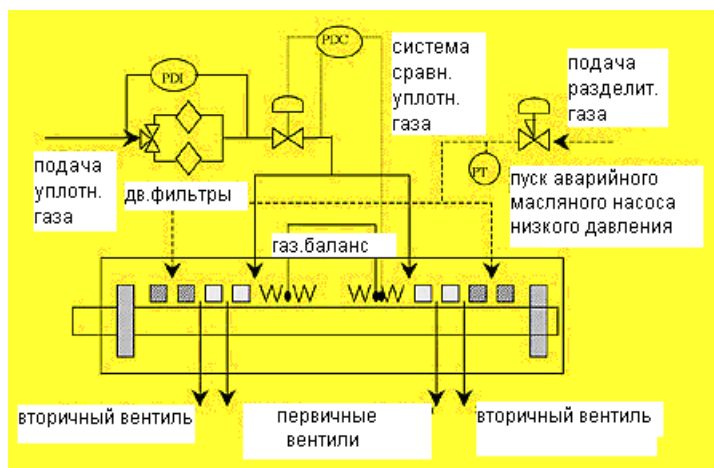 PDI
PDC
система
сравн.
уплотн.
газа
подача
разделит.
газа
PT
подача
уплотн.
газа
дв.фильтры
пуск аварийного
масляного насоса
низкого давления
газ.баланс
вторичный вентиль
первичные
вентили
вторичный вентиль